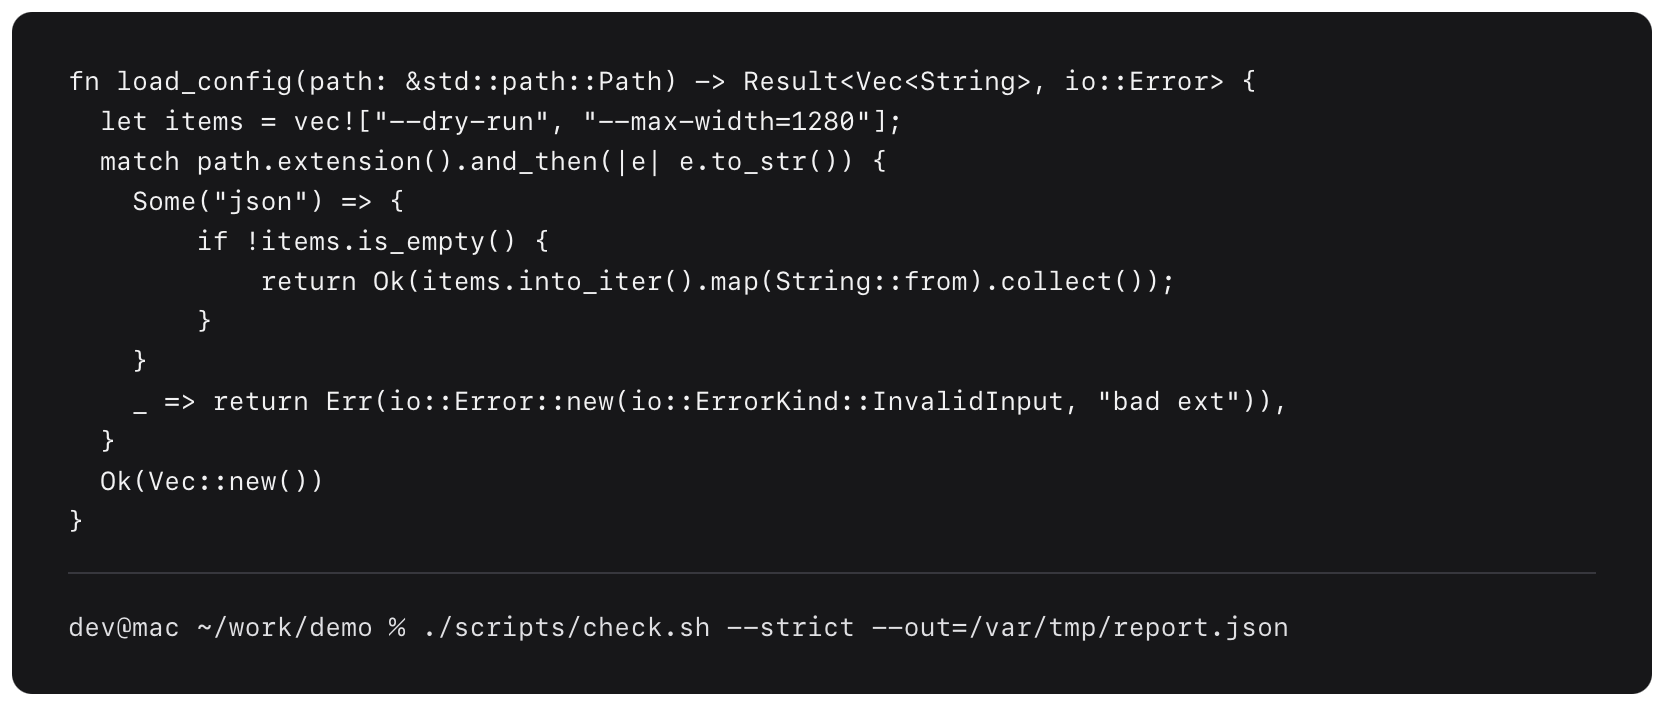 fn load_config(path: &std::path::Path) -> Result<Vec<String>, io::Error> {
  let items = vec!["--dry-run", "--max-width=1280"];
  match path.extension().and_then(|e| e.to_str()) {
    Some("json") => {
        if !items.is_empty() {
            return Ok(items.into_iter().map(String::from).collect());
        }
    }
    _ => return Err(io::Error::new(io::ErrorKind::InvalidInput, "bad ext")),
  }
  Ok(Vec::new())
}
dev@mac ~/work/demo % ./scripts/check.sh --strict --out=/var/tmp/report.json